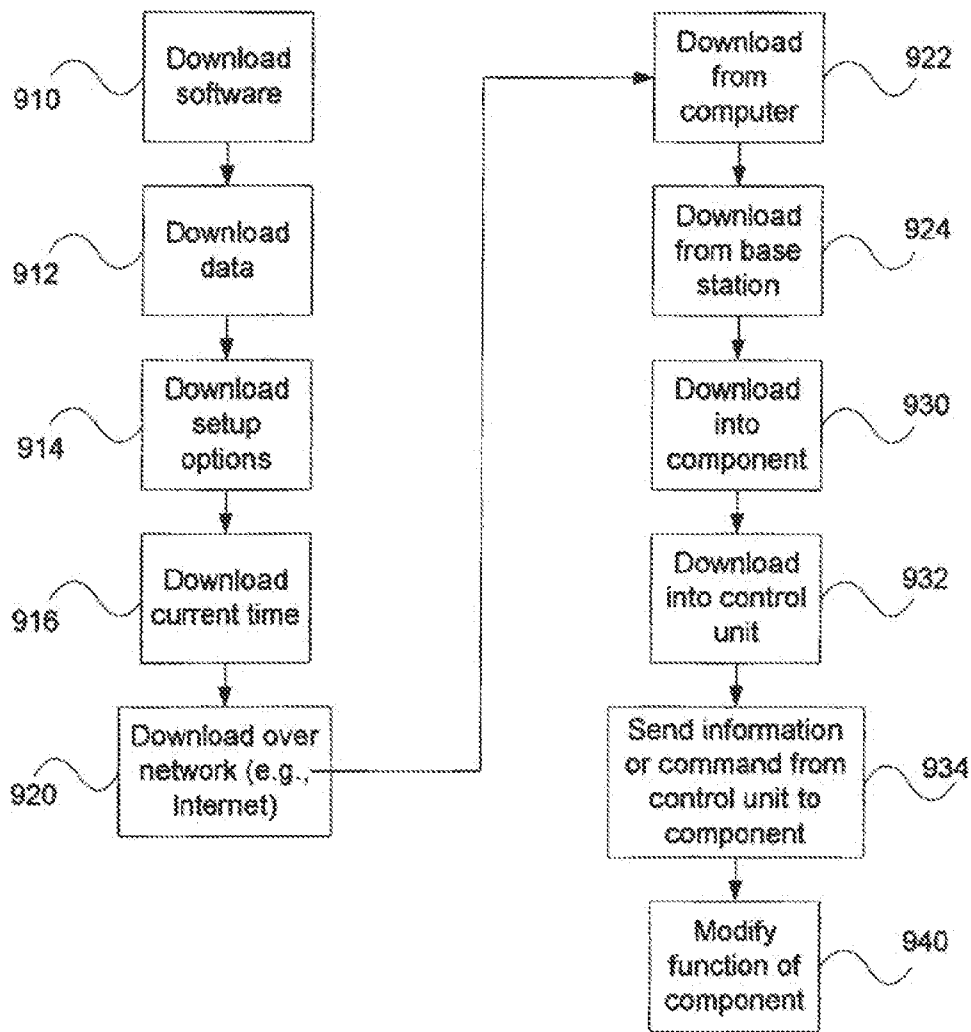 Download
software
910
Download
data
912
Download
setup
options
914
Download
current time
916
Download over
network (e.g.,
Internet)
920
Download
from
computer
922
Download
from base
station
924
Download
into
component
930
Download
into control
unit
932
Send information
or command from
control unit to
component
934
Modify
function of
component
940